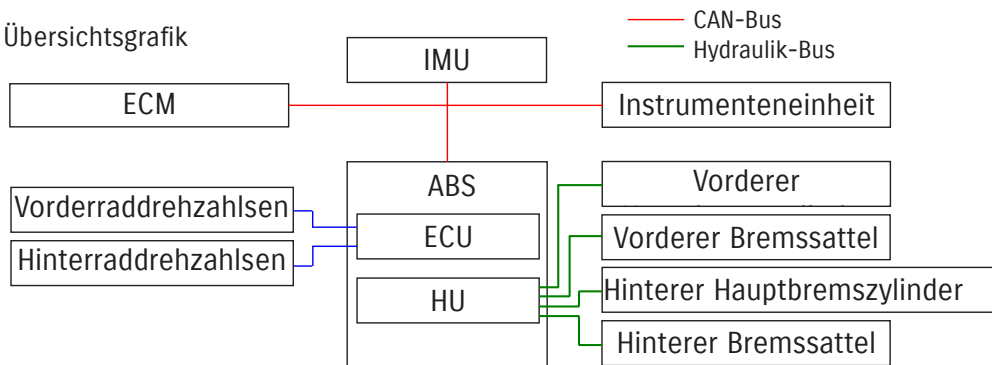 Übersichtsgrafik
CAN-Bus
Hydraulik-Bus
IMU
ECM
Instrumenteneinheit
ABS
Vorderraddrehzahlsen
Hinterraddrehzahlsen
ECU
HU
Vorderer
Vorderer Bremssattel
Hinterer Hauptbremszylinder
Hinterer Bremssattel